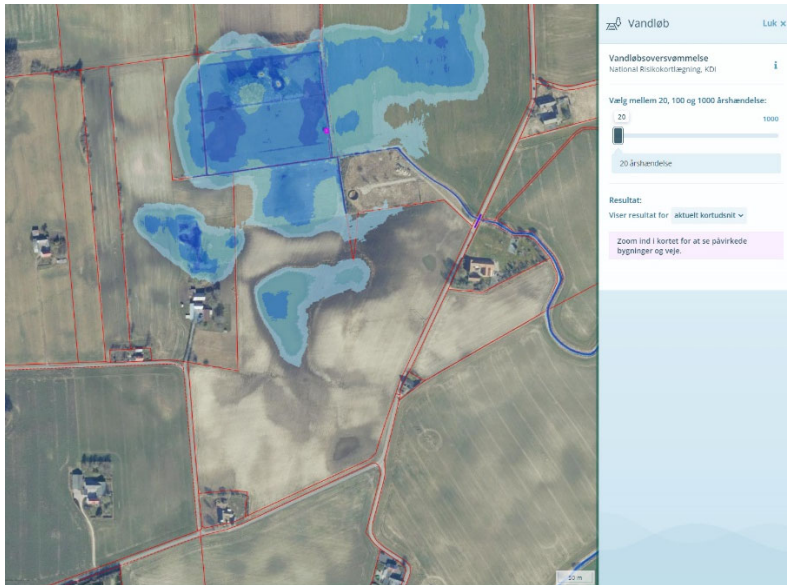 Vandløb
Luk ×
Vandløbsoversvømmelse
National Risikokortlægning, KDI
i
Vælg mellem 20, 100 og 1000 årshændelse:
20
1000
20 årshændelse
Resultat:
Viser resultat for aktuelt kortudsnit
Zoom ind i kortet for at se påvirkede
bygninger og veje.
50 m